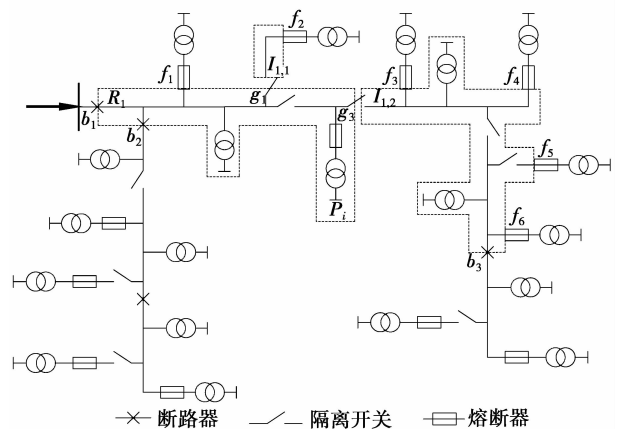 f₂
f₁
I₁,₁
f₃
f₄
R₁
g₁
I₁,₂
b₁
g₃
b₂
f₅
Pᵢ
f₆
b₃
断路器 隔离开关 熔断器